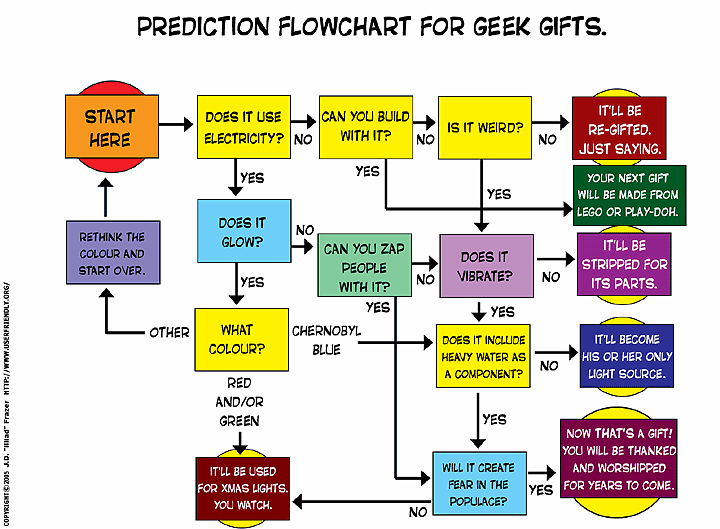 PREDICTION FLOWCHART FOR GEEK GIFTS.
START
HERE
DOES IT USE
ELECTRICITY?
NO
CAN YOU BUILD
WITH IT?
NO
IS IT WEIRD?
NO
IT'LL BE
RE-GIFTED.
JUST SAYING.
YES
YES
YES
YOUR NEXT GIFT
WILL BE MADE FROM
LEGO OR PLAY-DOH.
RETHINK THE
COLOUR AND
START OVER.
DOES IT
GLOW?
NO
CAN YOU ZAP
PEOPLE
WITH IT?
NO
DOES IT
VIBRATE?
NO
IT'LL BE
STRIPPED FOR
ITS PARTS.
YES
YES
YES
OTHER
WHAT
COLOUR?
CHERNOBYL
BLUE
DOES IT INCLUDE
HEAVY WATER AS
A COMPONENT?
NO
IT'LL BECOME
HIS OR HER ONLY
LIGHT SOURCE.
RED
AND/OR
GREEN
YES
IT'LL BE USED
FOR XMAS LIGHTS.
YOU WATCH.
NO
WILL IT CREATE
FEAR IN THE
POPULACE?
YES
NOW THAT'S A GIFT!
YOU WILL BE THANKED
AND WORSHIPPED
FOR YEARS TO COME.
COPYRIGHT © 2005 J.D. "Illiad" Frazer HTTP://WWW.USERFRIENDLY.ORG/